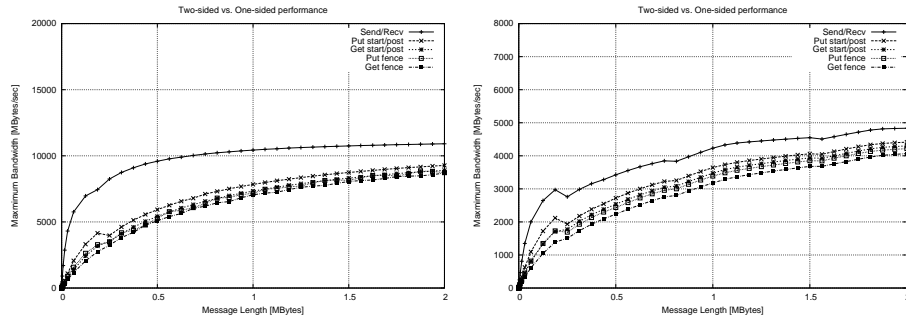 Two-sided vs. One-sided performance
Maxmimum Bandwidth [MBytes/sec]
20000
15000
10000
5000
0
Send/Recv
Put start/post
Get start/post
Put fence
Get fence
0
0.5
1
1.5
2
Message Length [MBytes]
Two-sided vs. One-sided performance
Maxmimum Bandwidth [MBytes/sec]
8000
7000
6000
5000
4000
3000
2000
1000
0
Send/Recv
Put start/post
Get start/post
Put fence
Get fence
0
0.5
1
1.5
2
Message Length [MBytes]